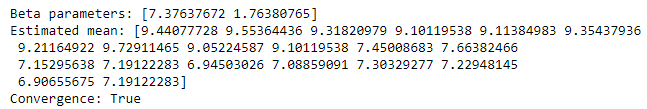 Beta parameters: [7.37637672 1.76380765]
Estimated mean: [9.44077728 9.55364436 9.31820979 9.10119538 9.11384983 9.35437936
9.21164922 9.72911465 9.05224587 9.10119538 7.45008683 7.66382466
7.15295638 7.19122283 6.94503026 7.08859091 7.30329277 7.22948145
6.90655675 7.19122283]
Convergence: True